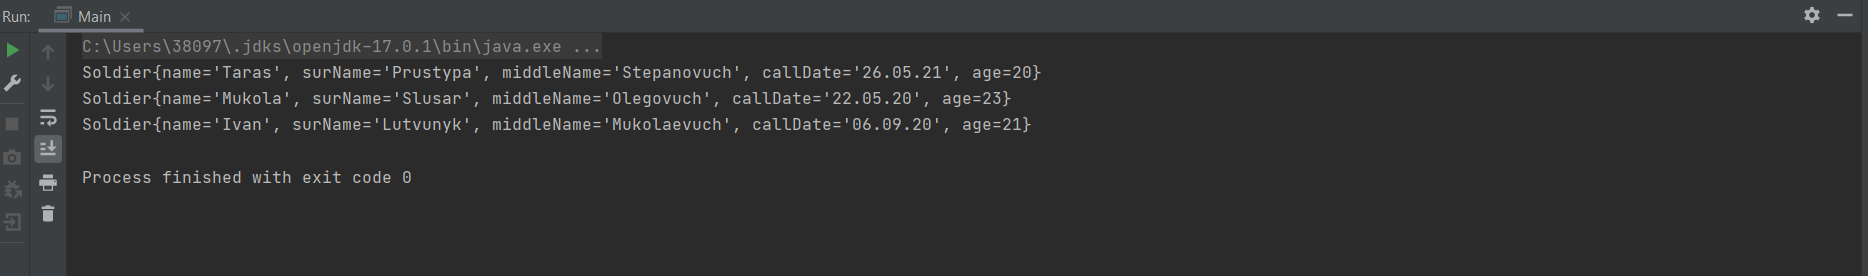 Run: Main
C:\Users\38097\.jdks\openjdk-17.0.1\bin\java.exe ...
Soldier{name='Taras', surName='Prustypa', middleName='Stepanovuch', callDate='26.05.21', age=20}
Soldier{name='Mukola', surName='Slusar', middleName='Olegovuch', callDate='22.05.20', age=23}
Soldier{name='Ivan', surName='Lutvunyk', middleName='Mukolaevuch', callDate='06.09.20', age=21}
Process finished with exit code 0